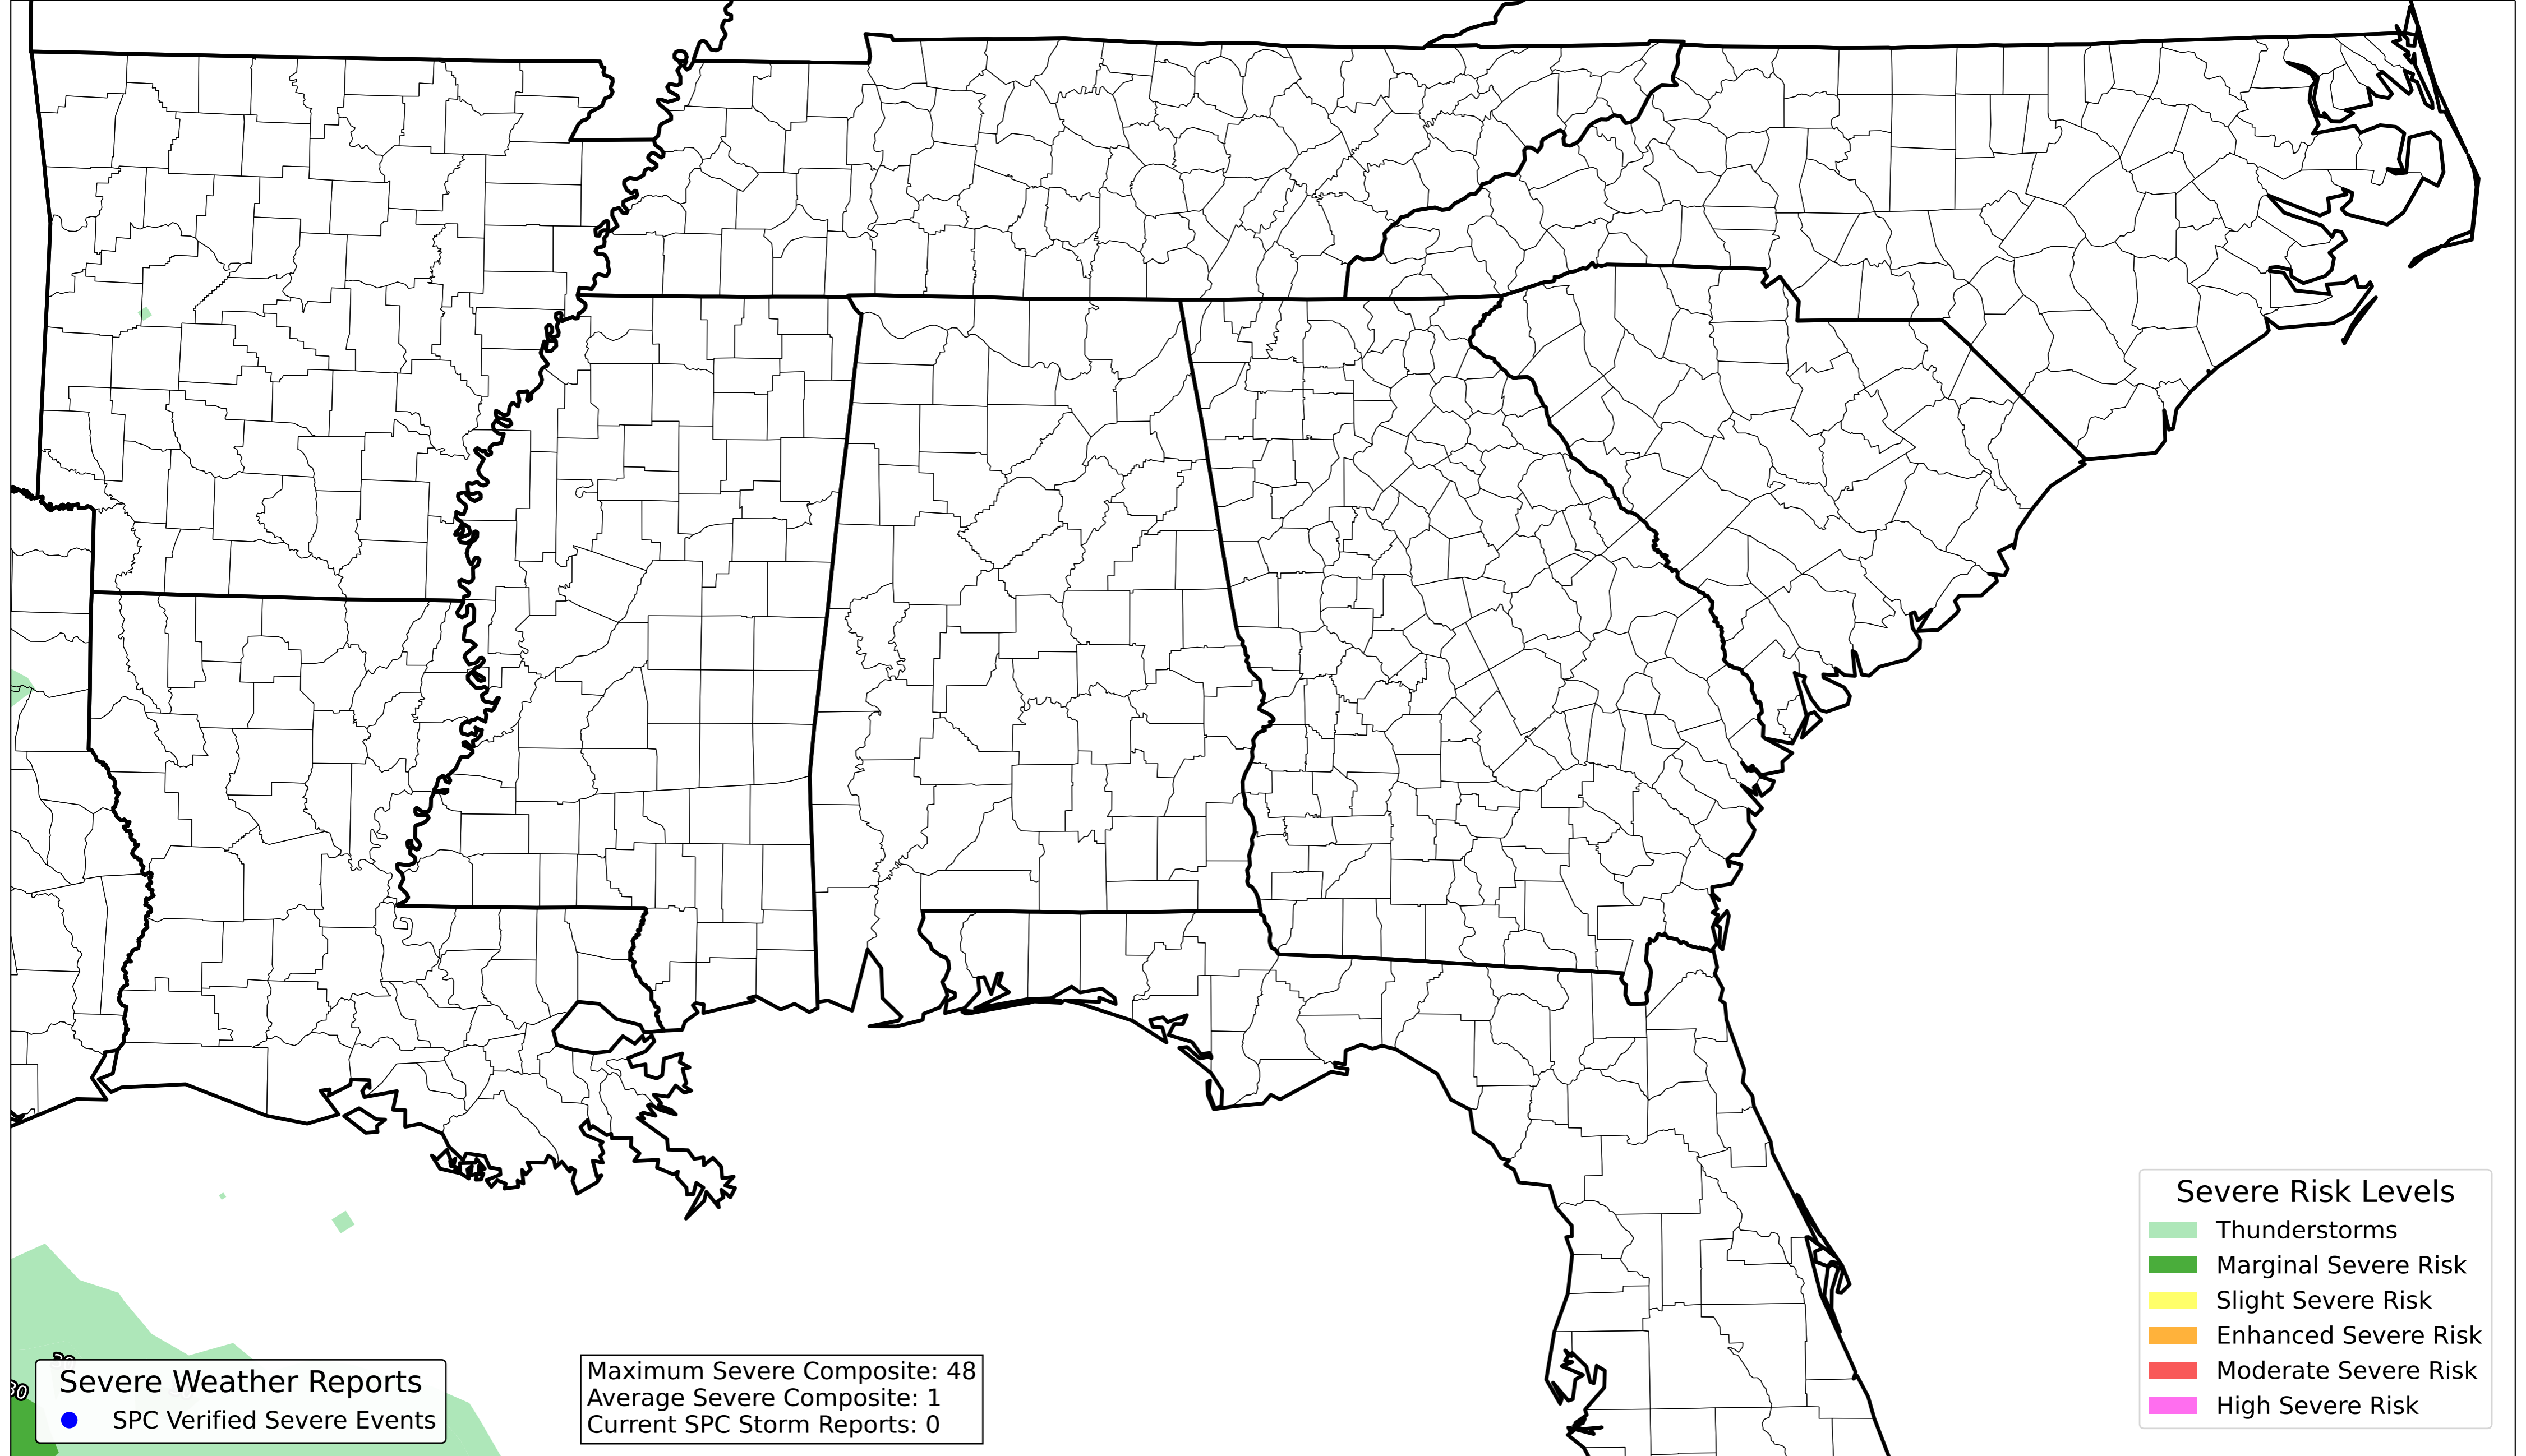 Severe Weather Reports
SPC Verified Severe Events
Maximum Severe Composite: 48
Average Severe Composite: 1
Current SPC Storm Reports: 0
Severe Risk Levels
Thunderstorms
Marginal Severe Risk
Slight Severe Risk
Enhanced Severe Risk
Moderate Severe Risk
High Severe Risk